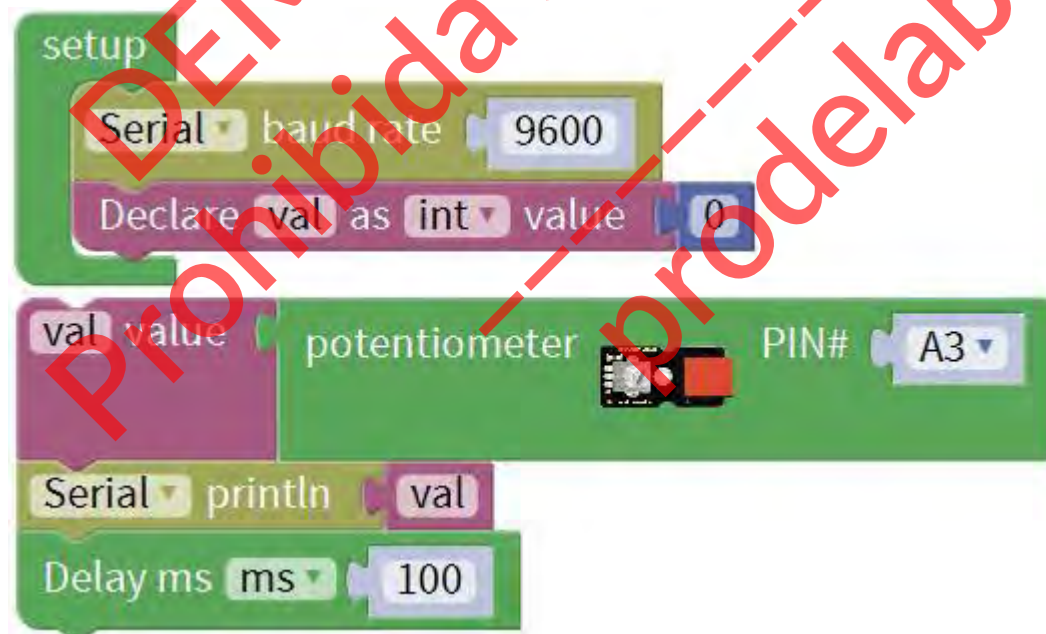 setup
Serial baud rate 9600
Declare val as int value 0
val value potentiometer PIN# A3
Serial println val
Delay ms ms 100
DEM
Prohibida
prodelab